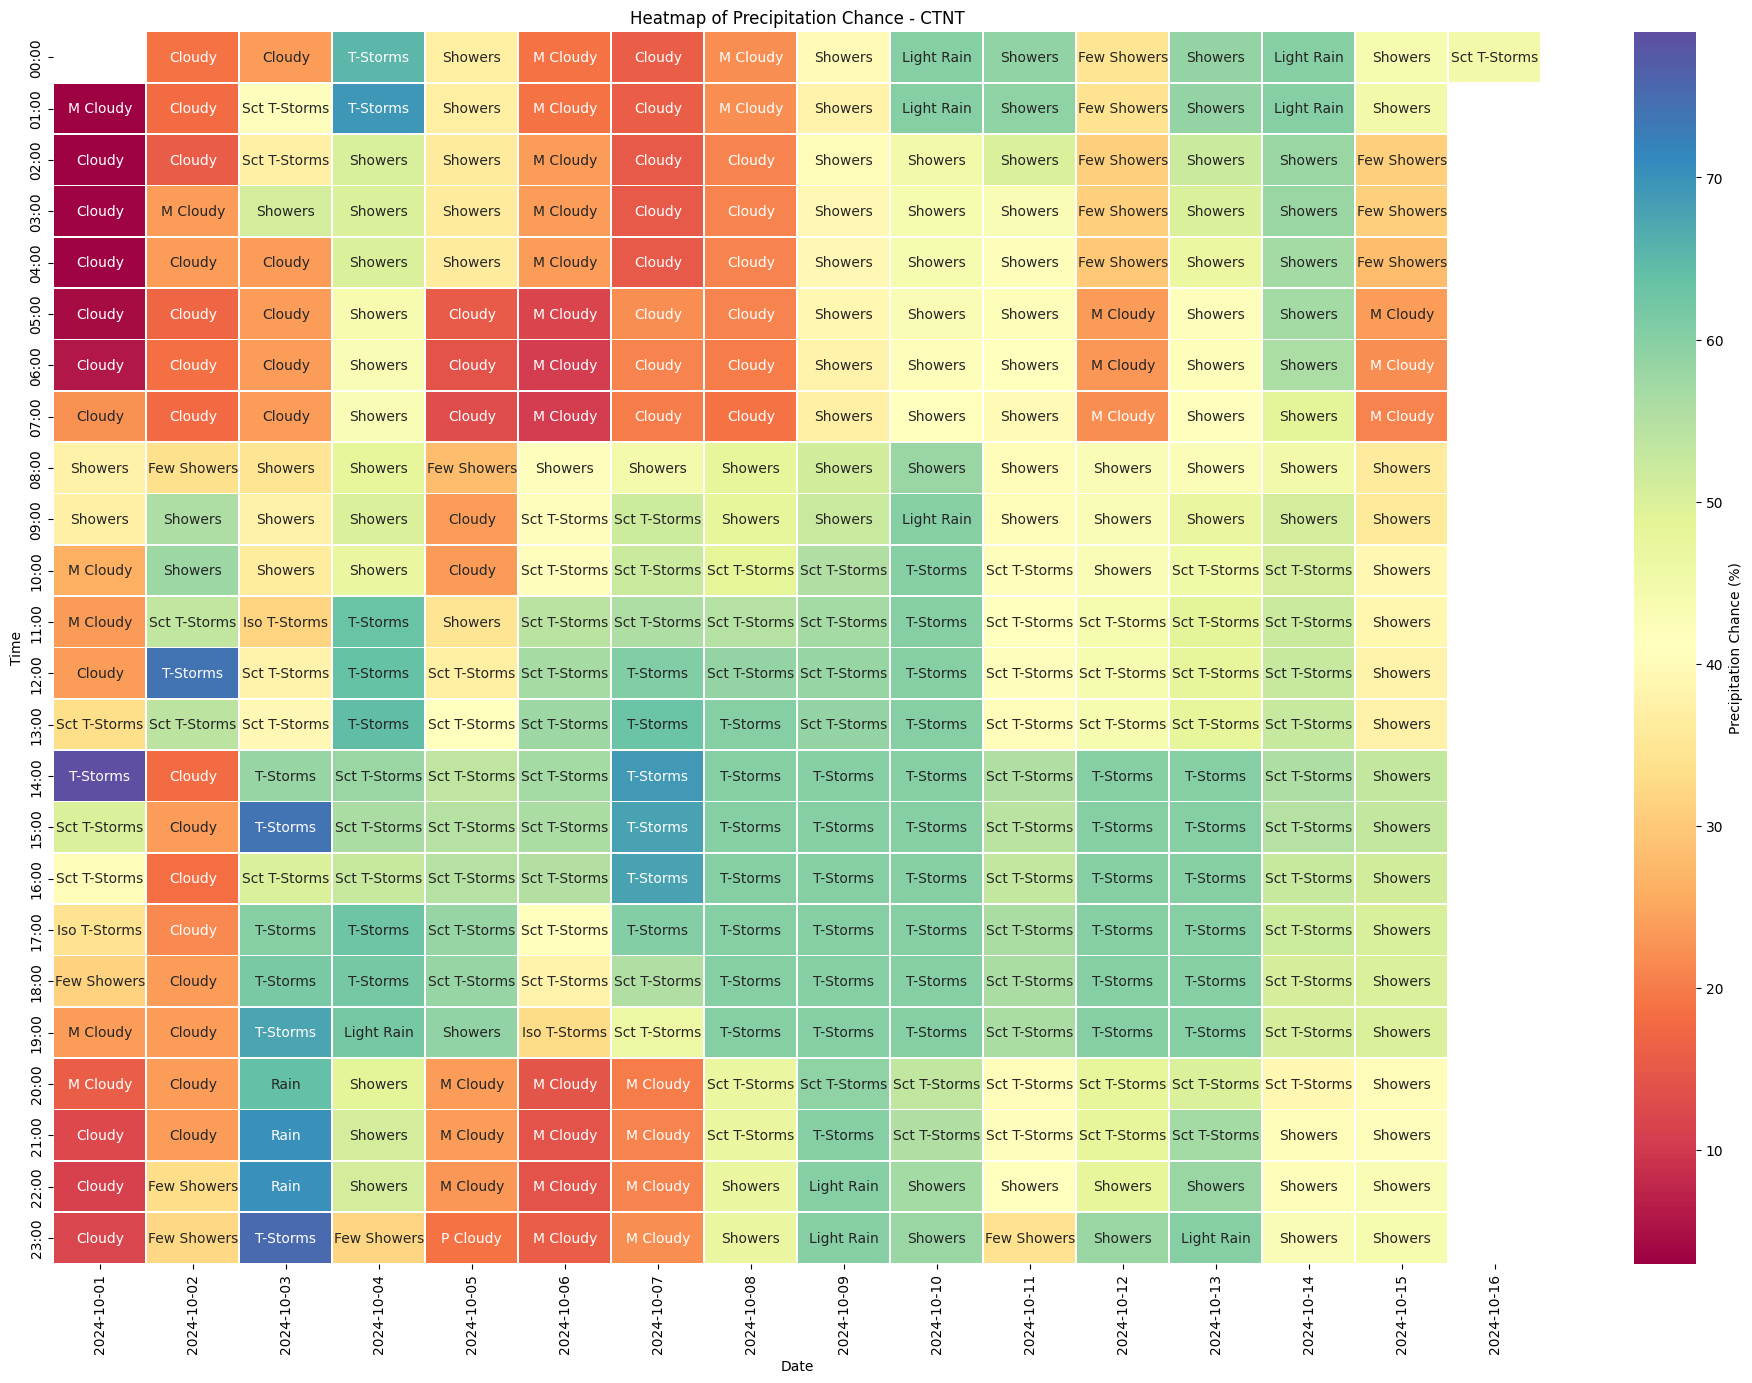 Heatmap of Precipitation Chance - CTNT
00:00 Cloudy Cloudy T-Storms Showers M Cloudy Cloudy M Cloudy Showers Light Rain Showers Few Showers Showers Light Rain Showers Sct T-Storms
01:00 M Cloudy Cloudy Sct T-Storms T-Storms Showers M Cloudy Cloudy M Cloudy Showers Light Rain Showers Few Showers Showers Light Rain Showers
02:00 Cloudy Cloudy Sct T-Storms Showers Showers M Cloudy Cloudy Cloudy Showers Showers Showers Few Showers Showers Showers Few Showers
03:00 Cloudy M Cloudy Showers Showers Showers M Cloudy Cloudy Cloudy Showers Showers Showers Few Showers Showers Showers Few Showers
04:00 Cloudy Cloudy Cloudy Showers Showers M Cloudy Cloudy Cloudy Showers Showers Showers Few Showers Showers Showers Few Showers
05:00 Cloudy Cloudy Cloudy Showers Cloudy M Cloudy Cloudy Cloudy Showers Showers Showers M Cloudy Showers Showers M Cloudy
06:00 Cloudy Cloudy Cloudy Showers Cloudy M Cloudy Cloudy Cloudy Showers Showers Showers M Cloudy Showers Showers M Cloudy
07:00 Cloudy Cloudy Cloudy Showers Cloudy M Cloudy Cloudy Cloudy Showers Showers Showers M Cloudy Showers Showers M Cloudy
08:00 Showers Few Showers Showers Showers Few Showers Showers Showers Showers Showers Showers Showers Showers Showers Showers Showers
09:00 Showers Showers Showers Showers Cloudy Sct T-Storms Sct T-Storms Showers Showers Light Rain Showers Showers Showers Showers Showers
10:00 M Cloudy Showers Showers Showers Cloudy Sct T-Storms Sct T-Storms Sct T-Storms Sct T-Storms T-Storms Sct T-Storms Showers Sct T-Storms Sct T-Storms Showers
11:00 M Cloudy Sct T-Storms Iso T-Storms T-Storms Showers Sct T-Storms Sct T-Storms Sct T-Storms Sct T-Storms T-Storms Sct T-Storms Sct T-Storms Sct T-Storms Sct T-Storms Showers
12:00 Cloudy T-Storms Sct T-Storms T-Storms Sct T-Storms Sct T-Storms T-Storms Sct T-Storms Sct T-Storms T-Storms Sct T-Storms Sct T-Storms Sct T-Storms Sct T-Storms Showers
13:00 Sct T-Storms Sct T-Storms Sct T-Storms T-Storms Sct T-Storms Sct T-Storms T-Storms T-Storms Sct T-Storms T-Storms Sct T-Storms Sct T-Storms Sct T-Storms Sct T-Storms Showers
14:00 T-Storms Cloudy T-Storms Sct T-Storms Sct T-Storms Sct T-Storms T-Storms T-Storms T-Storms T-Storms Sct T-Storms T-Storms T-Storms Sct T-Storms Showers
15:00 Sct T-Storms Cloudy T-Storms Sct T-Storms Sct T-Storms Sct T-Storms T-Storms T-Storms T-Storms T-Storms Sct T-Storms T-Storms T-Storms Sct T-Storms Showers
16:00 Sct T-Storms Cloudy Sct T-Storms Sct T-Storms Sct T-Storms Sct T-Storms T-Storms T-Storms T-Storms T-Storms Sct T-Storms T-Storms T-Storms Sct T-Storms Showers
17:00 Iso T-Storms Cloudy T-Storms T-Storms Sct T-Storms Sct T-Storms T-Storms T-Storms T-Storms T-Storms Sct T-Storms T-Storms T-Storms Sct T-Storms Showers
18:00 Few Showers Cloudy T-Storms T-Storms Sct T-Storms Sct T-Storms Sct T-Storms T-Storms T-Storms T-Storms Sct T-Storms T-Storms T-Storms Sct T-Storms Showers
19:00 M Cloudy Cloudy T-Storms Light Rain Showers Iso T-Storms Sct T-Storms T-Storms T-Storms T-Storms Sct T-Storms T-Storms T-Storms Sct T-Storms Showers
20:00 M Cloudy Cloudy Rain Showers M Cloudy M Cloudy M Cloudy Sct T-Storms Sct T-Storms Sct T-Storms Sct T-Storms Sct T-Storms Sct T-Storms Sct T-Storms Showers
21:00 Cloudy Cloudy Rain Showers M Cloudy M Cloudy M Cloudy Sct T-Storms T-Storms Sct T-Storms Sct T-Storms Sct T-Storms Sct T-Storms Showers Showers
22:00 Cloudy Few Showers Rain Showers M Cloudy M Cloudy M Cloudy Showers Light Rain Showers Showers Showers Showers Showers Showers
23:00 Cloudy Few Showers T-Storms Few Showers P Cloudy M Cloudy M Cloudy Showers Light Rain Showers Few Showers Showers Light Rain Showers Showers
Time
2024-10-01 2024-10-02 2024-10-03 2024-10-04 2024-10-05 2024-10-06 2024-10-07 2024-10-08 2024-10-09 2024-10-10 2024-10-11 2024-10-12 2024-10-13 2024-10-14 2024-10-15 2024-10-16
Date
70
60
50
40
30
20
10
Precipitation Chance (%)